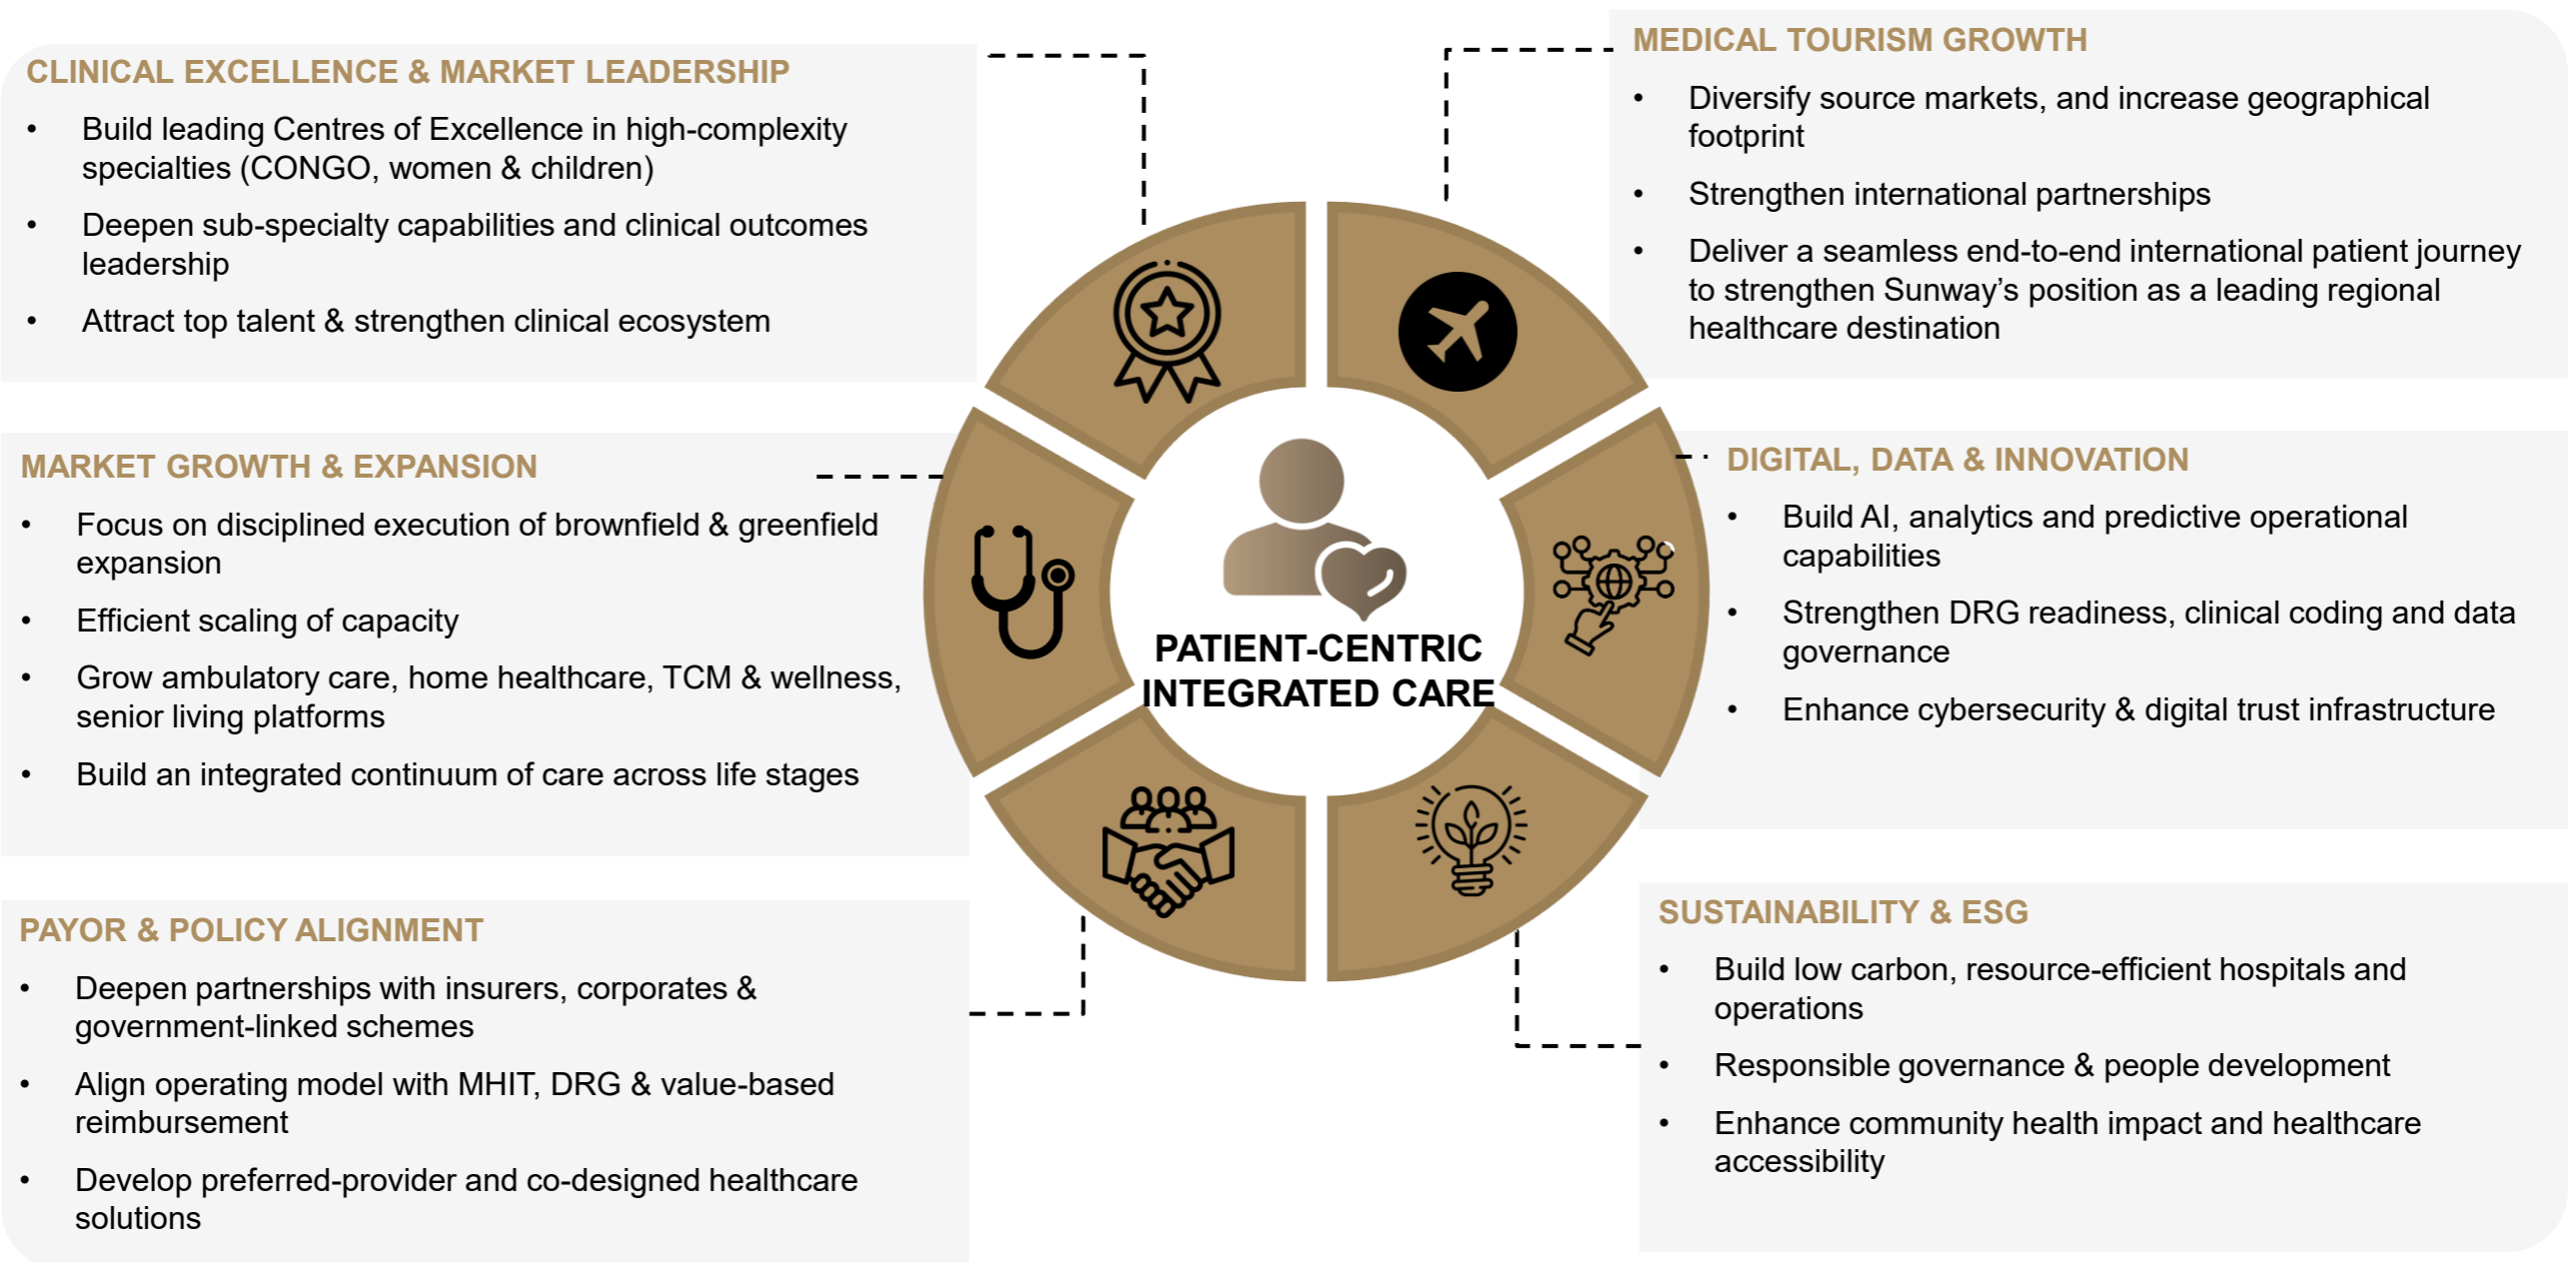 CLINICAL EXCELLENCE & MARKET LEADERSHIP
• Build leading Centres of Excellence in high-complexity
specialties (CONGO, women & children)
• Deepen sub-specialty capabilities and clinical outcomes
leadership
• Attract top talent & strengthen clinical ecosystem
MARKET GROWTH & EXPANSION
• Focus on disciplined execution of brownfield & greenfield
expansion
• Efficient scaling of capacity
• Grow ambulatory care, home healthcare, TCM & wellness,
senior living platforms
• Build an integrated continuum of care across life stages
PAYOR & POLICY ALIGNMENT
• Deepen partnerships with insurers, corporates &
government-linked schemes
• Align operating model with MHIT, DRG & value-based
reimbursement
• Develop preferred-provider and co-designed healthcare
solutions
PATIENT-CENTRIC
INTEGRATED CARE
MEDICAL TOURISM GROWTH
• Diversify source markets, and increase geographical
footprint
• Strengthen international partnerships
• Deliver a seamless end-to-end international patient journey
to strengthen Sunway’s position as a leading regional
healthcare destination
DIGITAL, DATA & INNOVATION
• Build AI, analytics and predictive operational
capabilities
• Strengthen DRG readiness, clinical coding and data
governance
• Enhance cybersecurity & digital trust infrastructure
SUSTAINABILITY & ESG
• Build low carbon, resource-efficient hospitals and
operations
• Responsible governance & people development
• Enhance community health impact and healthcare
accessibility